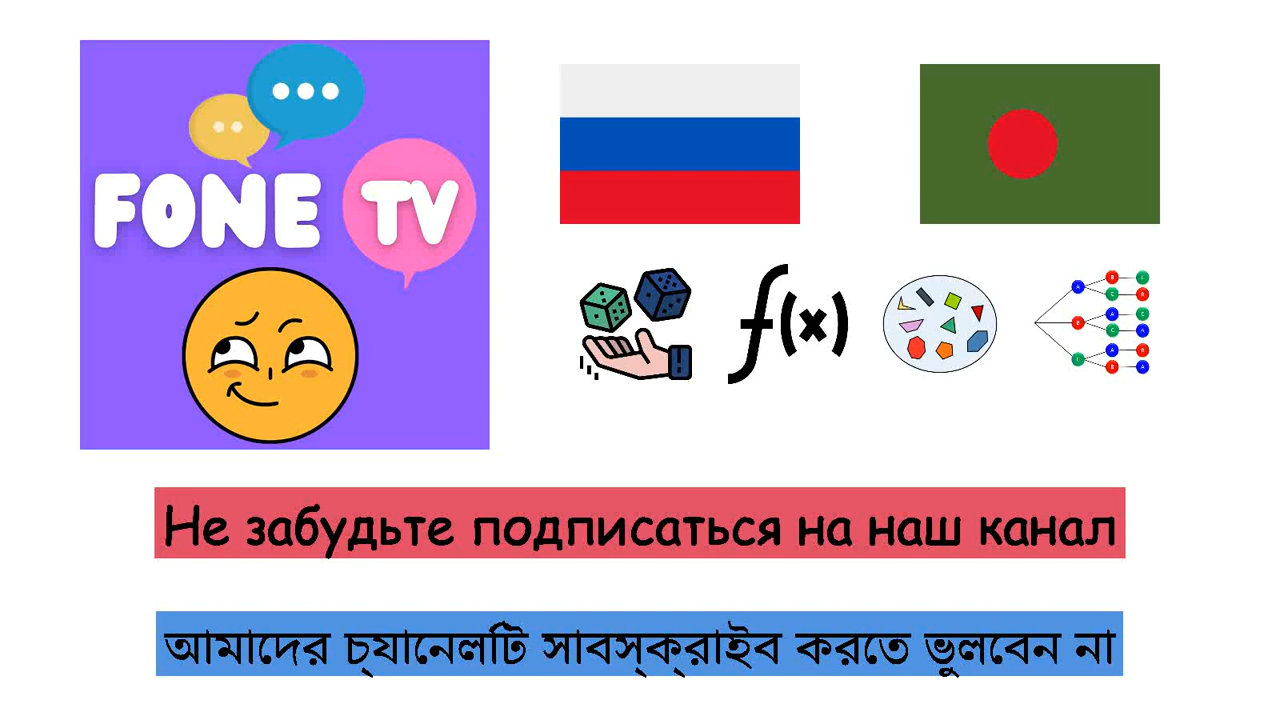 FONE TV
f(x)
Не забудьте подписаться на наш канал
আমাদের চ্যানেলটি সাবস্ক্রাইব করতে ভুলবেন না